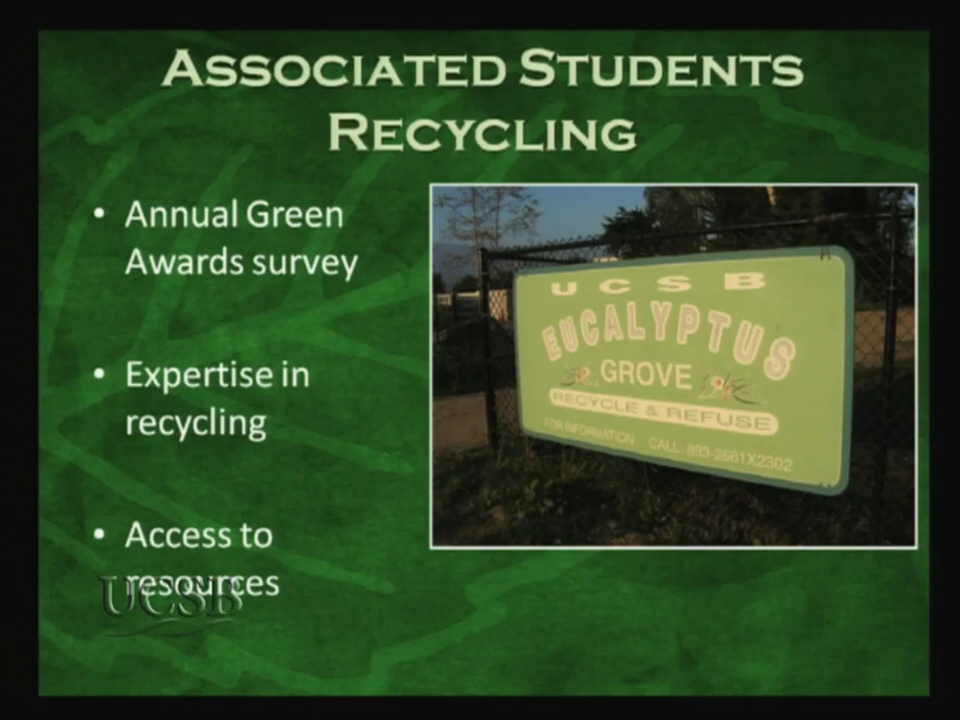 ASSOCIATED STUDENTS
RECYCLING
• Annual Green
Awards survey
• Expertise in
recycling
• Access to
resources
UCSB
UCSB
EUCALYPTUS
GROVE
RECYCLE & REFUSE
FOR INFORMATION CALL: 893-2661X2302